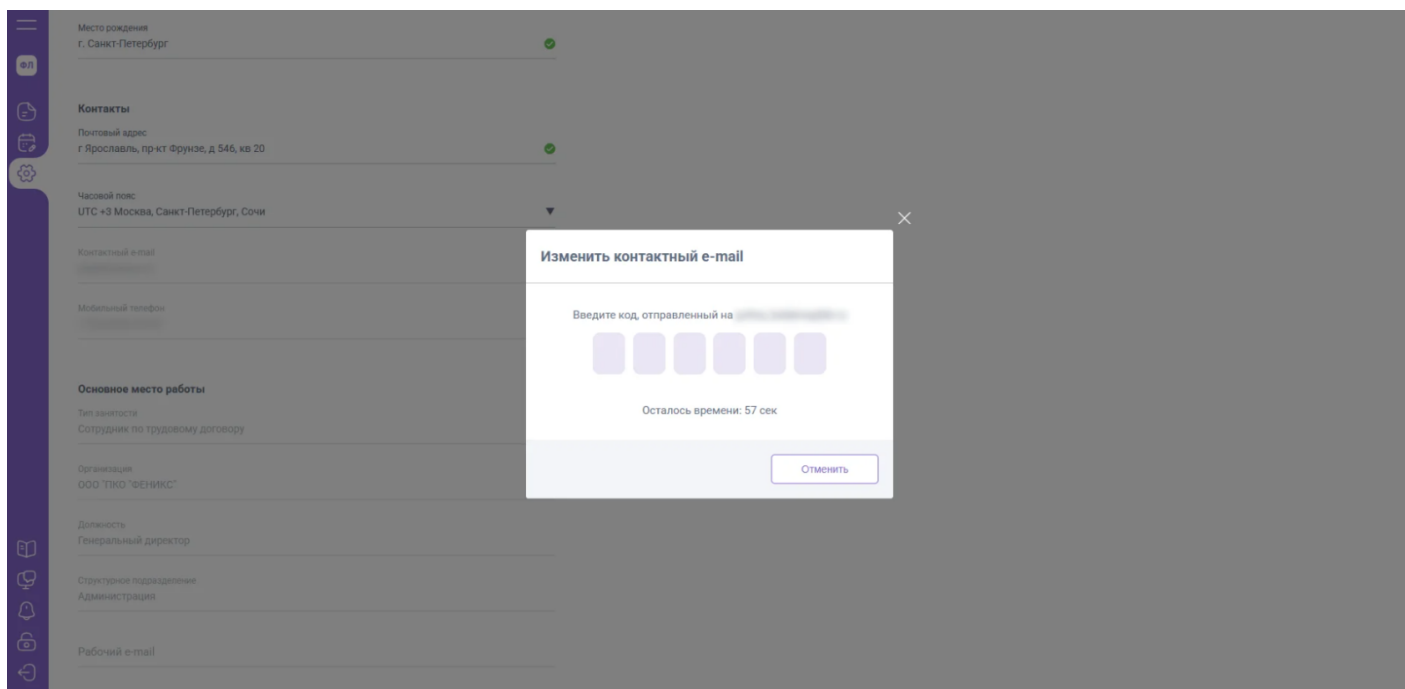 Место рождения
г. Санкт-Петербург
ФЛ
Контакты
Почтовый адрес
г Ярославль, пр-кт Фрунзе, д 546, кв 20
Часовой пояс
UTC +3 Москва, Санкт-Петербург, Сочи
Контактный e-mail
Мобильный телефон
Изменить контактный e-mail
Введите код, отправленный на
Осталось времени: 57 сек
Отменить
Основное место работы
Тип занятости
Сотрудник по трудовому договору
Организация
ООО "ПКО "ФЕНИКС"
Должность
Генеральный директор
Структурное подразделение
Администрация
Рабочий e-mail